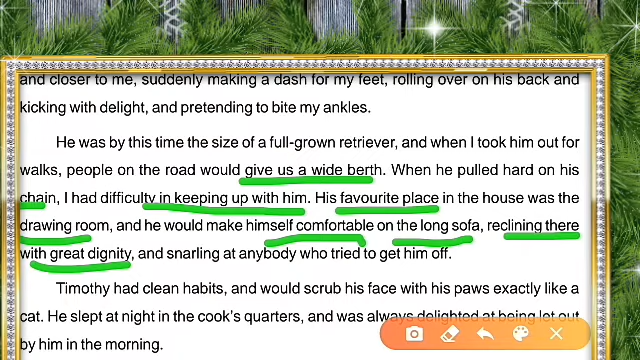 and closer to me, suddenly making a dash for my feet, rolling over on his back and
kicking with delight, and pretending to bite my ankles.
He was by this time the size of a full-grown retriever, and when I took him out for
walks, people on the road would give us a wide berth. When he pulled hard on his
chain, I had difficulty in keeping up with him. His favourite place in the house was the
drawing room, and he would make himself comfortable on the long sofa, reclining there
with great dignity, and snarling at anybody who tried to get him off.
Timothy had clean habits, and would scrub his face with his paws exactly like a
cat. He slept at night in the cook's quarters, and was always delighted at being let out
by him in the morning.